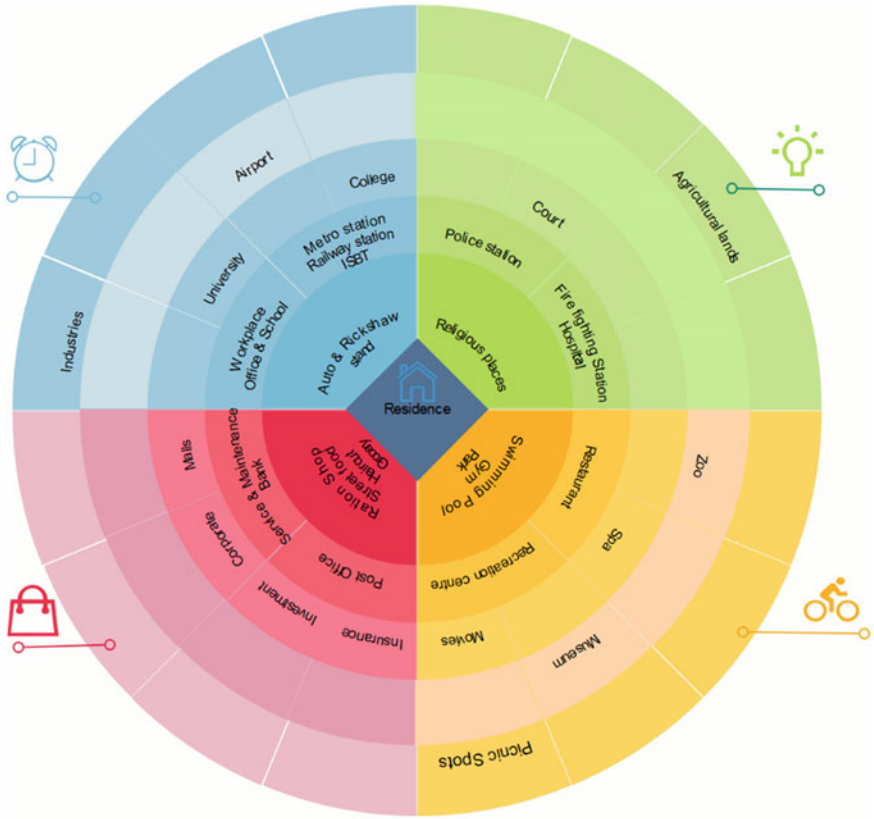 Airport
College
Metro station
Railway station
ISBT
University
Workplace
Office & School
Industries
Auto & Rickshaw
stand
Agricultural lands
Court
Police station
Fire fighting Station
Hospital
Religious places
Residence
Malls
Service & Maintenance
Bank
Corporate
Ration Shop
Street food
Haircut
Grocery
Post Office
Investment
Insurance
Swimming Pool
Gym
Park
Restaurant
Zoo
Spa
Recreation centre
Movies
Museum
Picnic Spots